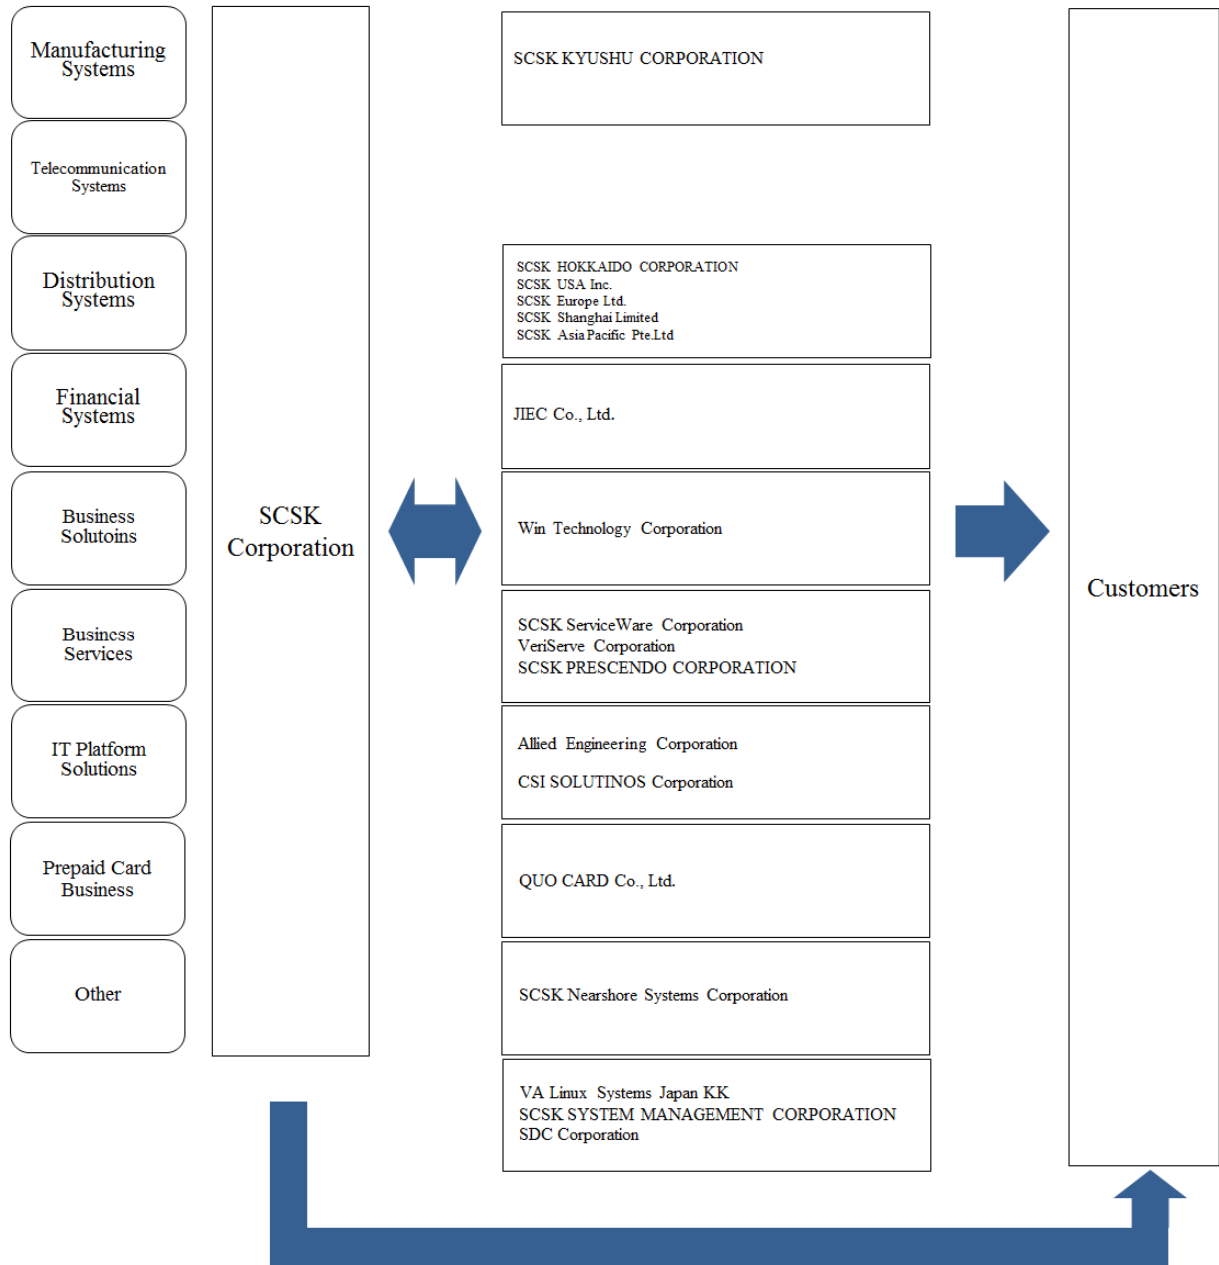 Manufacturing
Systems
Telecommunication
Systems
Distribution
Systems
Financial
Systems
Business
Solutoins
Business
Services
IT Platform
Solutions
Prepaid Card
Business
Other
SCSK
Corporation
SCSK KYUSHU CORPORATION
SCSK HOKKAIDO CORPORATION
SCSK USA Inc.
SCSK Europe Ltd.
SCSK Shanghai Limited
SCSK Asia Pacific Pte.Ltd
JIEC Co., Ltd.
Win Technology Corporation
SCSK ServiceWare Corporation
VeriServe Corporation
SCSK PRESCENDO CORPORATION
Allied Engineering Corporation
CSI SOLUTINOS Corporation
QUO CARD Co., Ltd.
SCSK Nearshore Systems Corporation
VA Linux Systems Japan KK
SCSK SYSTEM MANAGEMENT CORPORATION
SDC Corporation
Customers